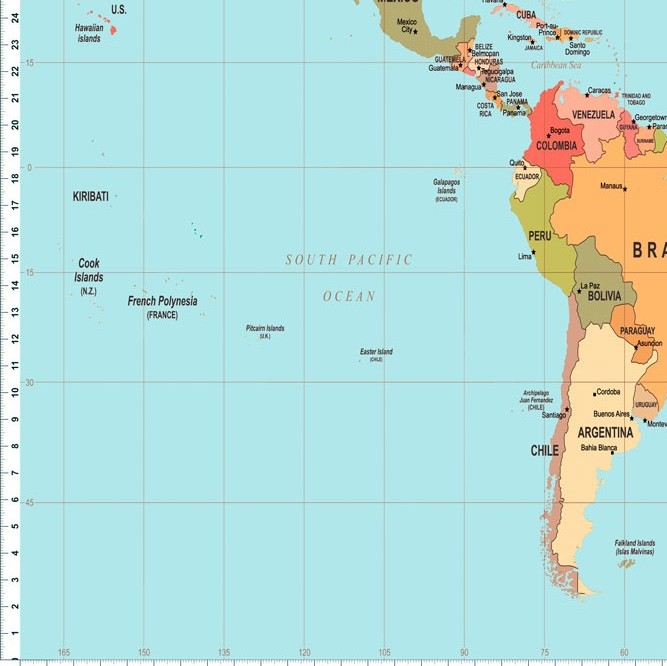 MEXICO
Mexico
City
U.S.
Hawaiian
islands
Havana
CUBA
Port-au-
Prince
DOMINIC REPUBLIC
Kingston
JAMAICA
Santo
Domingo
BELIZE
Belmopan
GUATEMELA
Guatemala
HONDURAS
Tegucigalpa
NICARAGUA
Managua
Caribbean Sea
San Jose
COSTA
RICA
PANAMA
Panama
Caracas
TRINIDAD AND
TOBAGO
VENEZUELA
Georgetown
GUYANA
Param
SURINAME
Bogota
COLOMBIA
Quito
ECUADOR
Galapagos
Islands
(ECUADOR)
Manaus
KIRIBATI
PERU
Lima
BRA
SOUTH PACIFIC
OCEAN
Cook
Islands
(N.Z.)
French Polynesia
(FRANCE)
La Paz
BOLIVIA
Pitcairn Islands
(U.K.)
Easter Island
(CHILE)
PARAGUAY
Asuncion
Archipelago
Juan Fernandez
(CHILE)
Santiago
Cordoba
URUGUAY
Buenos Aires
Montev
ARGENTINA
Bahia Blanca
CHILE
Falkland Islands
(Islas Malvinas)
24
23
22
21
20
19
18
17
16
15
14
13
12
11
10
9
8
7
6
5
4
3
2
1
0
15
0
15
30
45
165
150
135
120
105
90
75
60